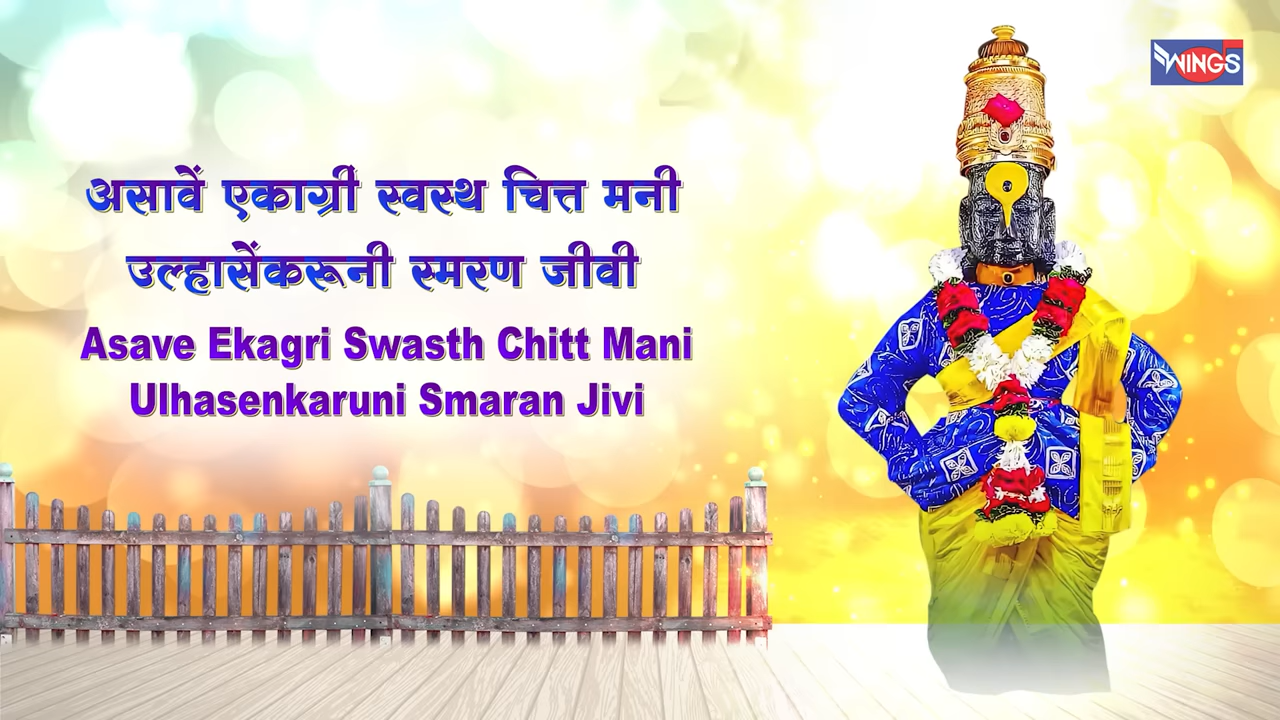 असावें एकाग्रीं स्वस्थ चित्त मनी
उल्हासेंकरूनी स्मरण जीवी
Asave Ekagri Swasth Chitt Mani
Ulhasenkaruni Smaran Jivi
WINGS